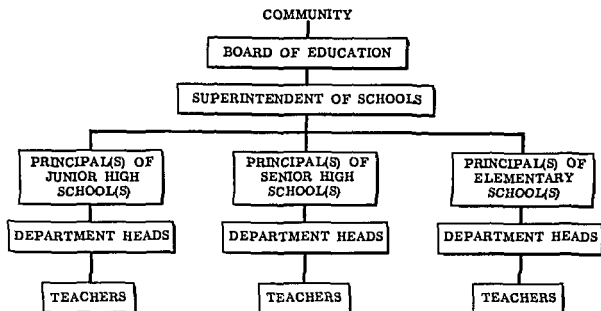 COMMUNITY
BOARD OF EDUCATION
SUPERINTENDENT OF SCHOOLS
PRINCIPAL(S) OF
JUNIOR HIGH
SCHOOL(S)
PRINCIPAL(S) OF
SENIOR HIGH
SCHOOL(S)
PRINCIPAL(S) OF
ELEMENTARY
SCHOOL(S)
DEPARTMENT HEADS
DEPARTMENT HEADS
DEPARTMENT HEADS
TEACHERS
TEACHERS
TEACHERS